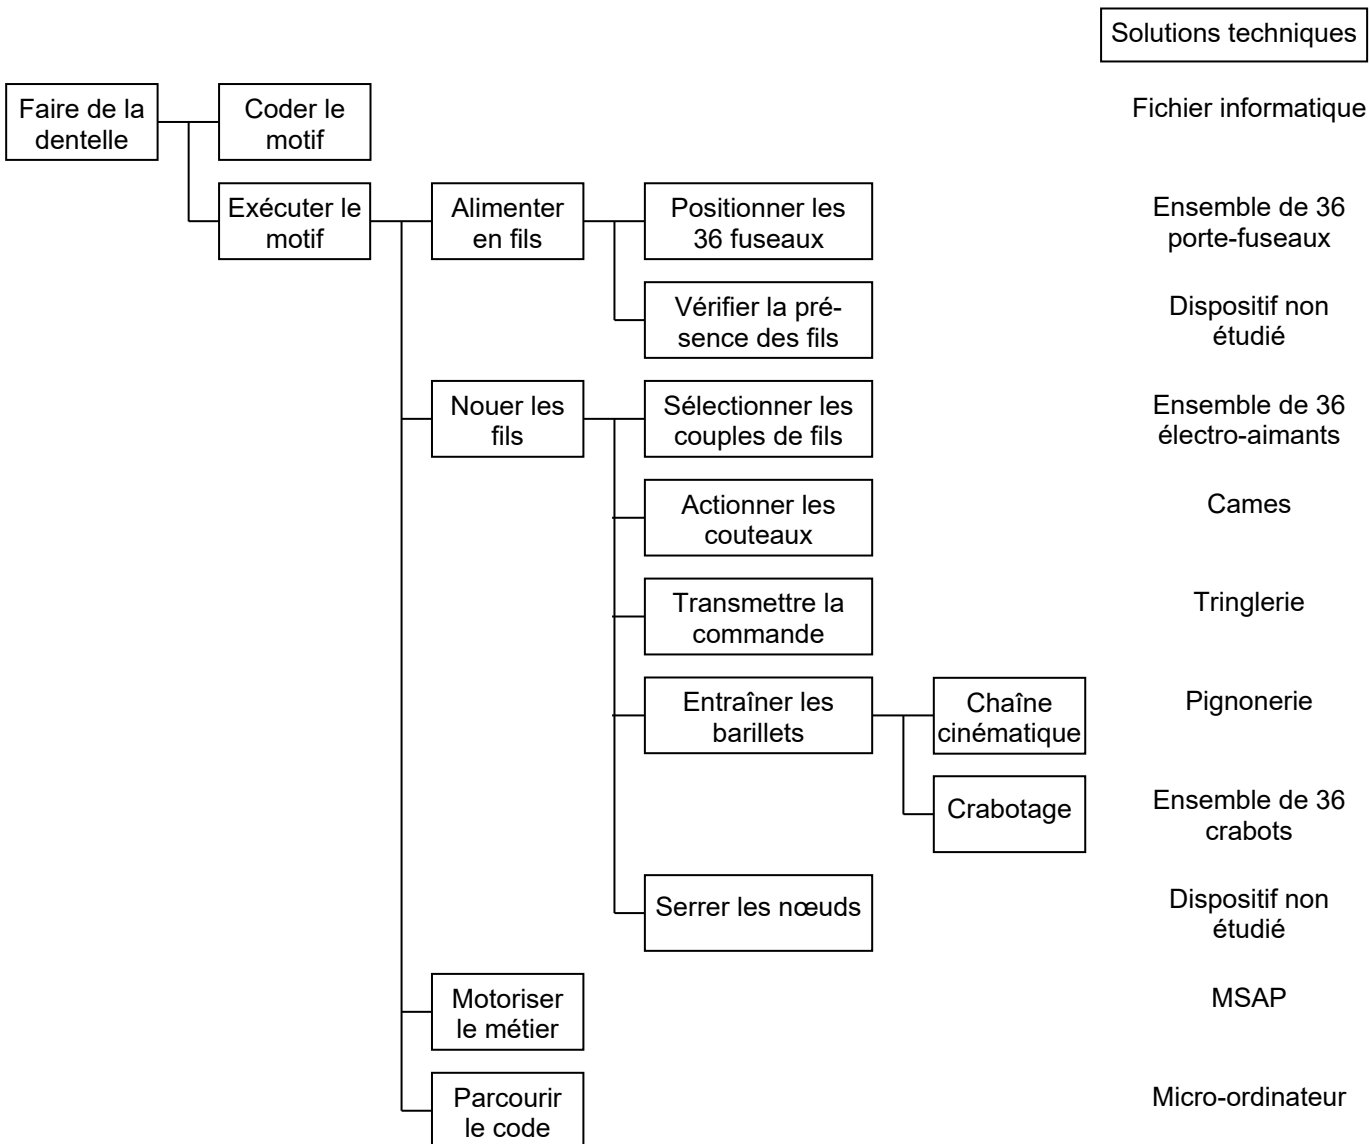 Solutions techniques
Faire de la
dentelle
Coder le
motif
Fichier informatique
Exécuter le
motif
Alimenter
en fils
Positionner les
36 fuseaux
Ensemble de 36
porte-fuseaux
Vérifier la pré-
sence des fils
Dispositif non
étudié
Nouer les
fils
Sélectionner les
couples de fils
Ensemble de 36
électro-aimants
Actionner les
couteaux
Cames
Transmettre la
commande
Tringlerie
Entraîner les
barillets
Chaîne
cinématique
Pignonerie
Crabotage
Ensemble de 36
crabots
Serrer les nœuds
Dispositif non
étudié
Motoriser
le métier
MSAP
Parcourir
le code
Micro-ordinateur